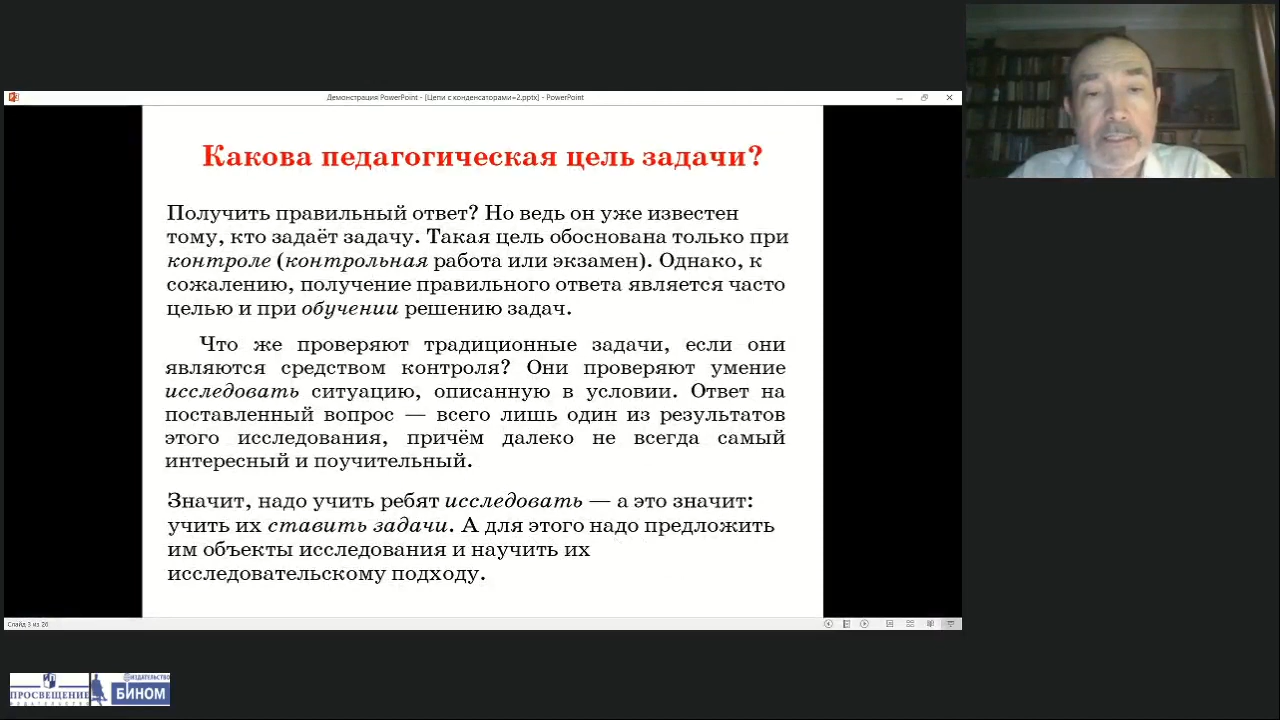 Демонстрация PowerPoint - [Цепи с конденсаторами=2.pptx] - PowerPoint
Какова педагогическая цель задачи?
Получить правильный ответ? Но ведь он уже известен
тому, кто задаёт задачу. Такая цель обоснована только при
контроле (контрольная работа или экзамен). Однако, к
сожалению, получение правильного ответа является часто
целью и при обучении решению задач.
Что же проверяют традиционные задачи, если они
являются средством контроля? Они проверяют умение
исследовать ситуацию, описанную в условии. Ответ на
поставленный вопрос — всего лишь один из результатов
этого исследования, причём далеко не всегда самый
интересный и поучительный.
Значит, надо учить ребят исследовать — а это значит:
учить их ставить задачи. А для этого надо предложить
им объекты исследования и научить их
исследовательскому подходу.
Слайд 3 из 26
ПРОСВЕЩЕНИЕ
ИЗДАТЕЛЬСТВО
ИЗДАТЕЛЬСТВО
БИНОМ